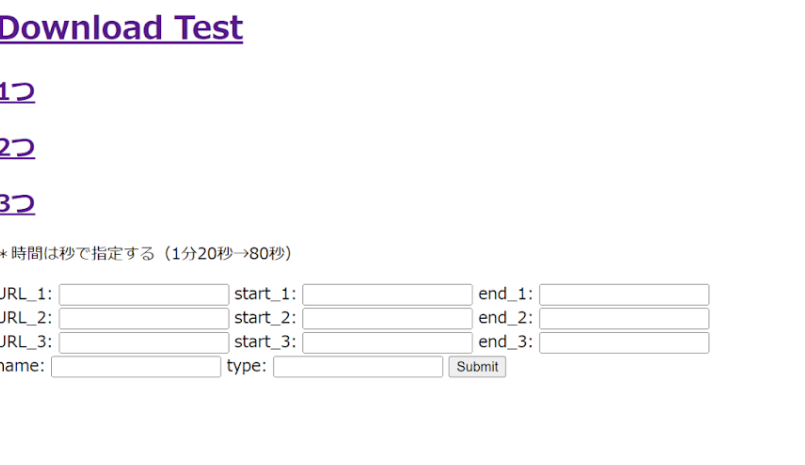 Download Test
1つ
2つ
3つ
＊時間は秒で指定する（1分20秒→80秒）
URL_1: start_1: end_1:
URL_2: start_2: end_2:
URL_3: start_3: end_3:
name: type: Submit